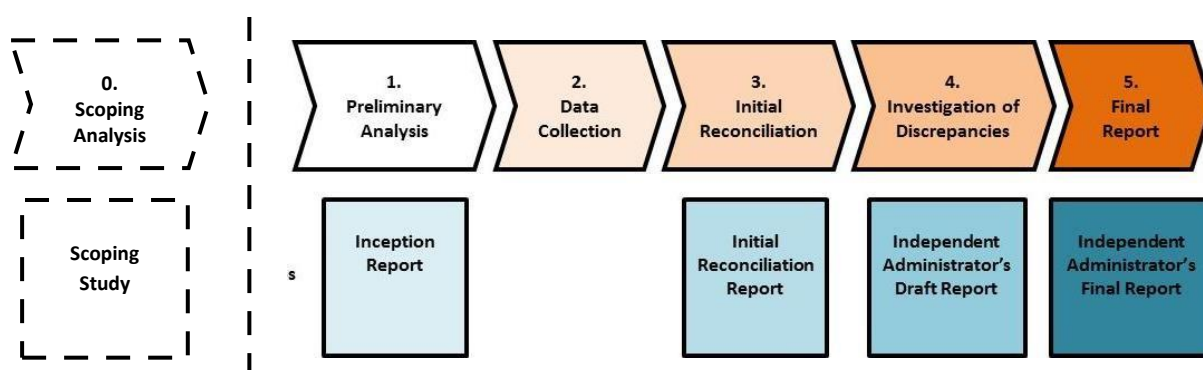 0.
Scoping
Analysis
1.
Preliminary
Analysis
2.
Data
Collection
3.
Initial
Reconciliation
4.
Investigation of
Discrepancies
5.
Final
Report
Scoping
Study
s
Inception
Report
Initial
Reconciliation
Report
Independent
Administrator's
Draft Report
Independent
Administrator's
Final Report